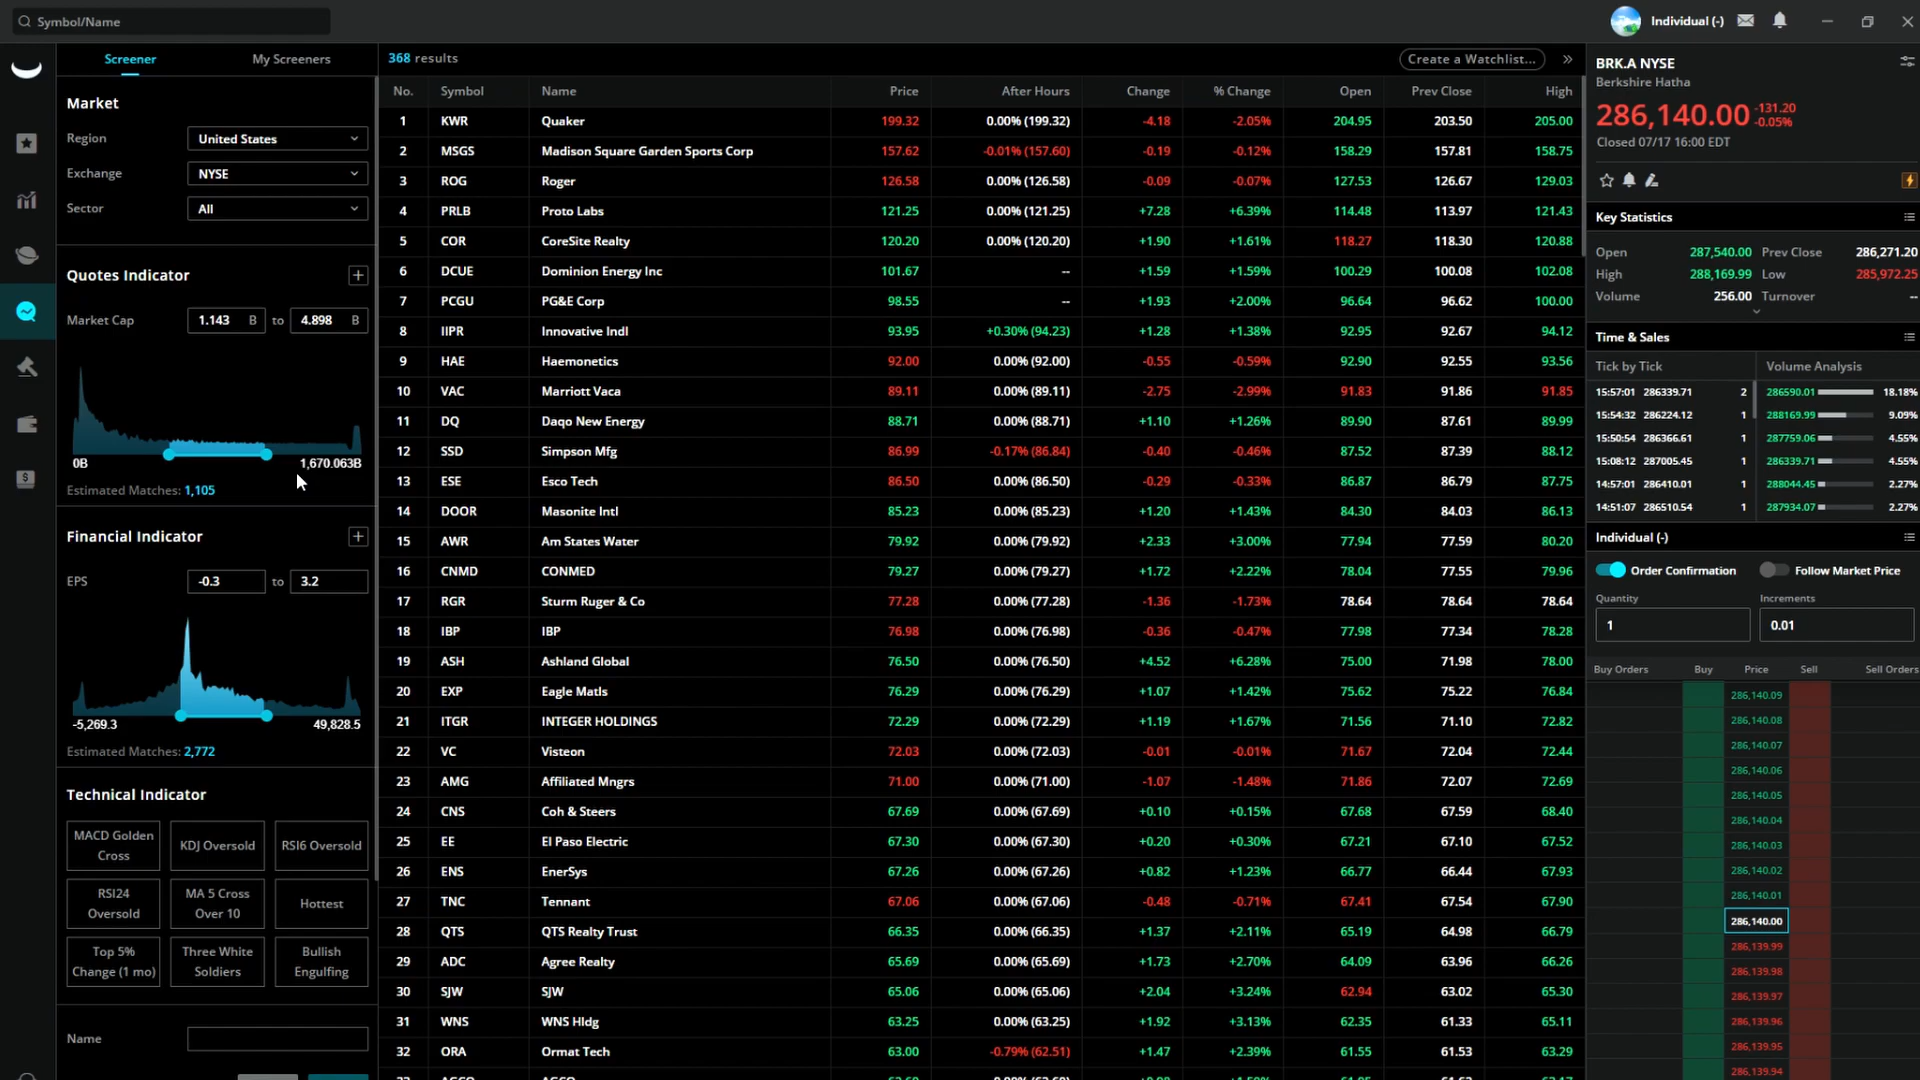 Symbol/Name
Individual (-)
Screener My Screeners
Market
Region United States
Exchange NYSE
Sector All
Quotes Indicator
Market Cap 1.143 B to 4.898 B
0B 1,670.063B
Estimated Matches: 1,105
Financial Indicator
EPS -0.3 to 3.2
-5,269.3 49,828.5
Estimated Matches: 2,772
Technical Indicator
MACD Golden Cross KDJ Oversold RSI6 Oversold
RSI24 Oversold MA 5 Cross Over 10 Hottest
Top 5% Change (1 mo) Three White Soldiers Bullish Engulfing
Name
368 results Create a Watchlist...
No. Symbol Name Price After Hours Change % Change Open Prev Close High
1 KWR Quaker 199.32 0.00% (199.32) -4.18 -2.05% 204.95 203.50 205.00
2 MSGS Madison Square Garden Sports Corp 157.62 -0.01% (157.60) -0.19 -0.12% 158.29 157.81 158.75
3 ROG Roger 126.58 0.00% (126.58) -0.09 -0.07% 127.53 126.67 129.03
4 PRLB Proto Labs 121.25 0.00% (121.25) +7.28 +6.39% 114.48 113.97 121.43
5 COR CoreSite Realty 120.20 0.00% (120.20) +1.90 +1.61% 118.27 118.30 120.88
6 DCUE Dominion Energy Inc 101.67 -- +1.59 +1.59% 100.29 100.08 102.08
7 PCGU PG&E Corp 98.55 -- +1.93 +2.00% 96.64 96.62 100.00
8 IIPR Innovative Indl 93.95 +0.30% (94.23) +1.28 +1.38% 92.95 92.67 94.12
9 HAE Haemonetics 92.00 0.00% (92.00) -0.55 -0.59% 92.90 92.55 93.56
10 VAC Marriott Vaca 89.11 0.00% (89.11) -2.75 -2.99% 91.83 91.86 91.85
11 DQ Daqo New Energy 88.71 0.00% (88.71) +1.10 +1.26% 89.90 87.61 89.99
12 SSD Simpson Mfg 86.99 -0.17% (86.84) -0.40 -0.46% 87.52 87.39 88.12
13 ESE Esco Tech 86.50 0.00% (86.50) -0.29 -0.33% 86.87 86.79 87.75
14 DOOR Masonite Intl 85.23 0.00% (85.23) +1.20 +1.43% 84.30 84.03 86.13
15 AWR Am States Water 79.92 0.00% (79.92) +2.33 +3.00% 77.94 77.59 80.20
16 CNMD CONMED 79.27 0.00% (79.27) +1.72 +2.22% 78.04 77.55 79.96
17 RGR Sturm Ruger & Co 77.28 0.00% (77.28) -1.36 -1.73% 78.64 78.64 78.64
18 IBP IBP 76.98 0.00% (76.98) -0.36 -0.47% 77.98 77.34 78.28
19 ASH Ashland Global 76.50 0.00% (76.50) +4.52 +6.28% 75.00 71.98 78.00
20 EXP Eagle Matls 76.29 0.00% (76.29) +1.07 +1.42% 75.62 75.22 76.84
21 ITGR INTEGER HOLDINGS 72.29 0.00% (72.29) +1.19 +1.67% 71.56 71.10 72.82
22 VC Visteon 72.03 0.00% (72.03) -0.01 -0.01% 71.67 72.04 72.44
23 AMG Affiliated Mngrs 71.00 0.00% (71.00) -1.07 -1.48% 71.86 72.07 72.69
24 CNS Coh & Steers 67.69 0.00% (67.69) +0.10 +0.15% 67.68 67.59 68.40
25 EE El Paso Electric 67.30 0.00% (67.30) +0.20 +0.30% 67.21 67.10 67.52
26 ENS EnerSys 67.26 0.00% (67.26) +0.82 +1.23% 66.77 66.44 67.93
27 TNC Tennant 67.06 0.00% (67.06) -0.48 -0.71% 67.41 67.54 67.90
28 QTS QTS Realty Trust 66.35 0.00% (66.35) +1.37 +2.11% 65.19 64.98 66.79
29 ADC Agree Realty 65.69 0.00% (65.69) +1.73 +2.70% 64.09 63.96 66.26
30 SJW SJW 65.06 0.00% (65.06) +2.04 +3.24% 62.94 63.02 65.30
31 WNS WNS Hldg 63.25 0.00% (63.25) +1.92 +3.13% 62.35 61.33 65.11
32 ORA Ormat Tech 63.00 -0.79% (62.51) +1.47 +2.39% 61.55 61.53 63.29
BRK.A NYSE
Berkshire Hatha
286,140.00 -131.20 -0.05%
Closed 07/17 16:00 EDT
Key Statistics
Open 287,540.00 Prev Close 286,271.20
High 288,169.99 Low 285,972.25
Volume 256.00 Turnover --
Time & Sales
Tick by Tick Volume Analysis
15:57:01 286339.71 2 286590.01 18.18%
15:54:32 286224.12 1 288169.99 9.09%
15:50:54 286366.61 1 287759.06 4.55%
15:08:12 287005.45 1 286339.71 4.55%
14:57:01 286410.01 1 288044.45 2.27%
14:51:07 286510.54 1 287934.07 2.27%
Individual (-)
Order Confirmation Follow Market Price
Quantity Increments
1 0.01
Buy Orders Buy Price Sell Sell Orders
286,140.09
286,140.08
286,140.07
286,140.06
286,140.05
286,140.04
286,140.03
286,140.02
286,140.01
286,140.00
286,139.99
286,139.98
286,139.97
286,139.96
286,139.95
286,139.94